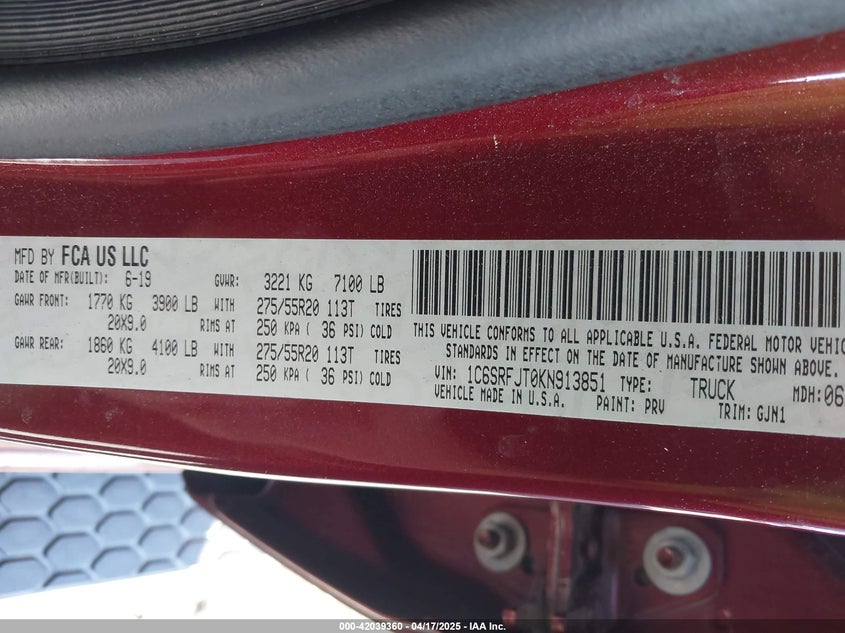 MFD BY FCA US LLC
DATE OF MFR(BUILT): 6-19 GVWR: 3221 KG 7100 LB
GAWR FRONT: 1770 KG 3900 LB WITH 275/55R20 113T TIRES
20X9.0 RIMS AT 250 KPA ( 36 PSI) COLD
GAWR REAR: 1860 KG 4100 LB WITH 275/55R20 113T TIRES
20X9.0 RIMS AT 250 KPA ( 36 PSI) COLD
THIS VEHICLE CONFORMS TO ALL APPLICABLE U.S.A. FEDERAL MOTOR VEHIC
STANDARDS IN EFFECT ON THE DATE OF MANUFACTURE SHOWN ABOVE.
VIN: 1C6SRFJT0KN913851 TYPE: TRUCK MDH:06
VEHICLE MADE IN U.S.A. PAINT: PRV TRIM: GJN1
000-42039360 - 04/17/2025 - IAA Inc.